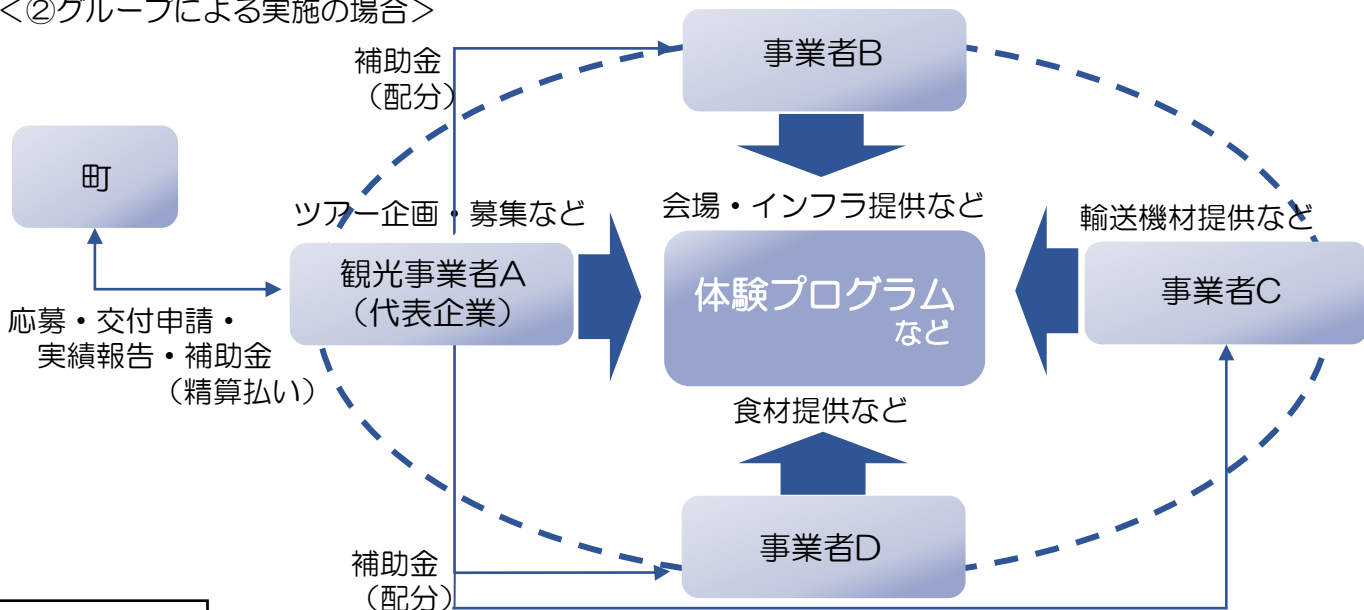 <②グループによる実施の場合>
補助金
（配分）
事業者B
町
ツアー企画・募集など
会場・インフラ提供など
輸送機材提供など
観光事業者A
（代表企業）
体験プログラム
など
事業者C
応募・交付申請・
実績報告・補助金
（精算払い）
食材提供など
事業者D
補助金
（配分）